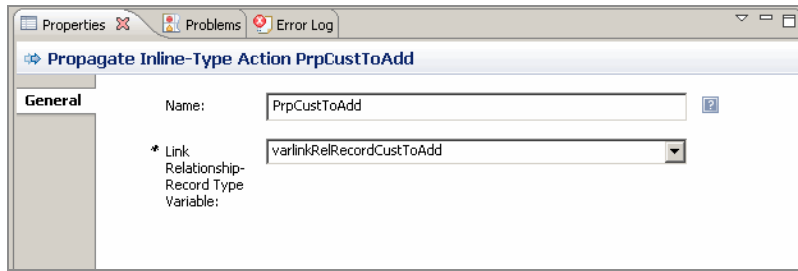 Properties Problems Error Log
Propagate Inline-Type Action PrpCustToAdd
General
Name: PrpCustToAdd
* Link Relationship-Record Type Variable: varlinkRelRecordCustToAdd